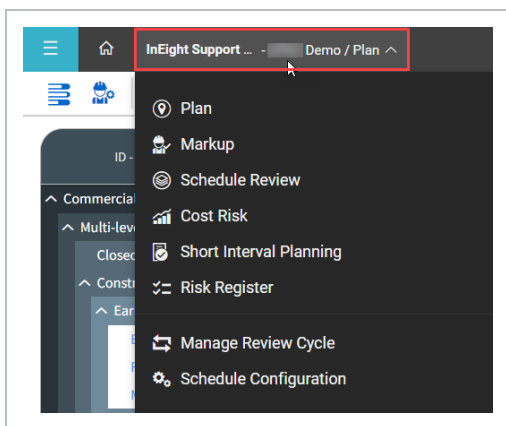 InEight Support ... - Demo / Plan
Plan
ID -
Markup
Schedule Review
Commercial
Cost Risk
Multi-lev
Closed
Short Interval Planning
Constr
Risk Register
Ear
Manage Review Cycle
Schedule Configuration